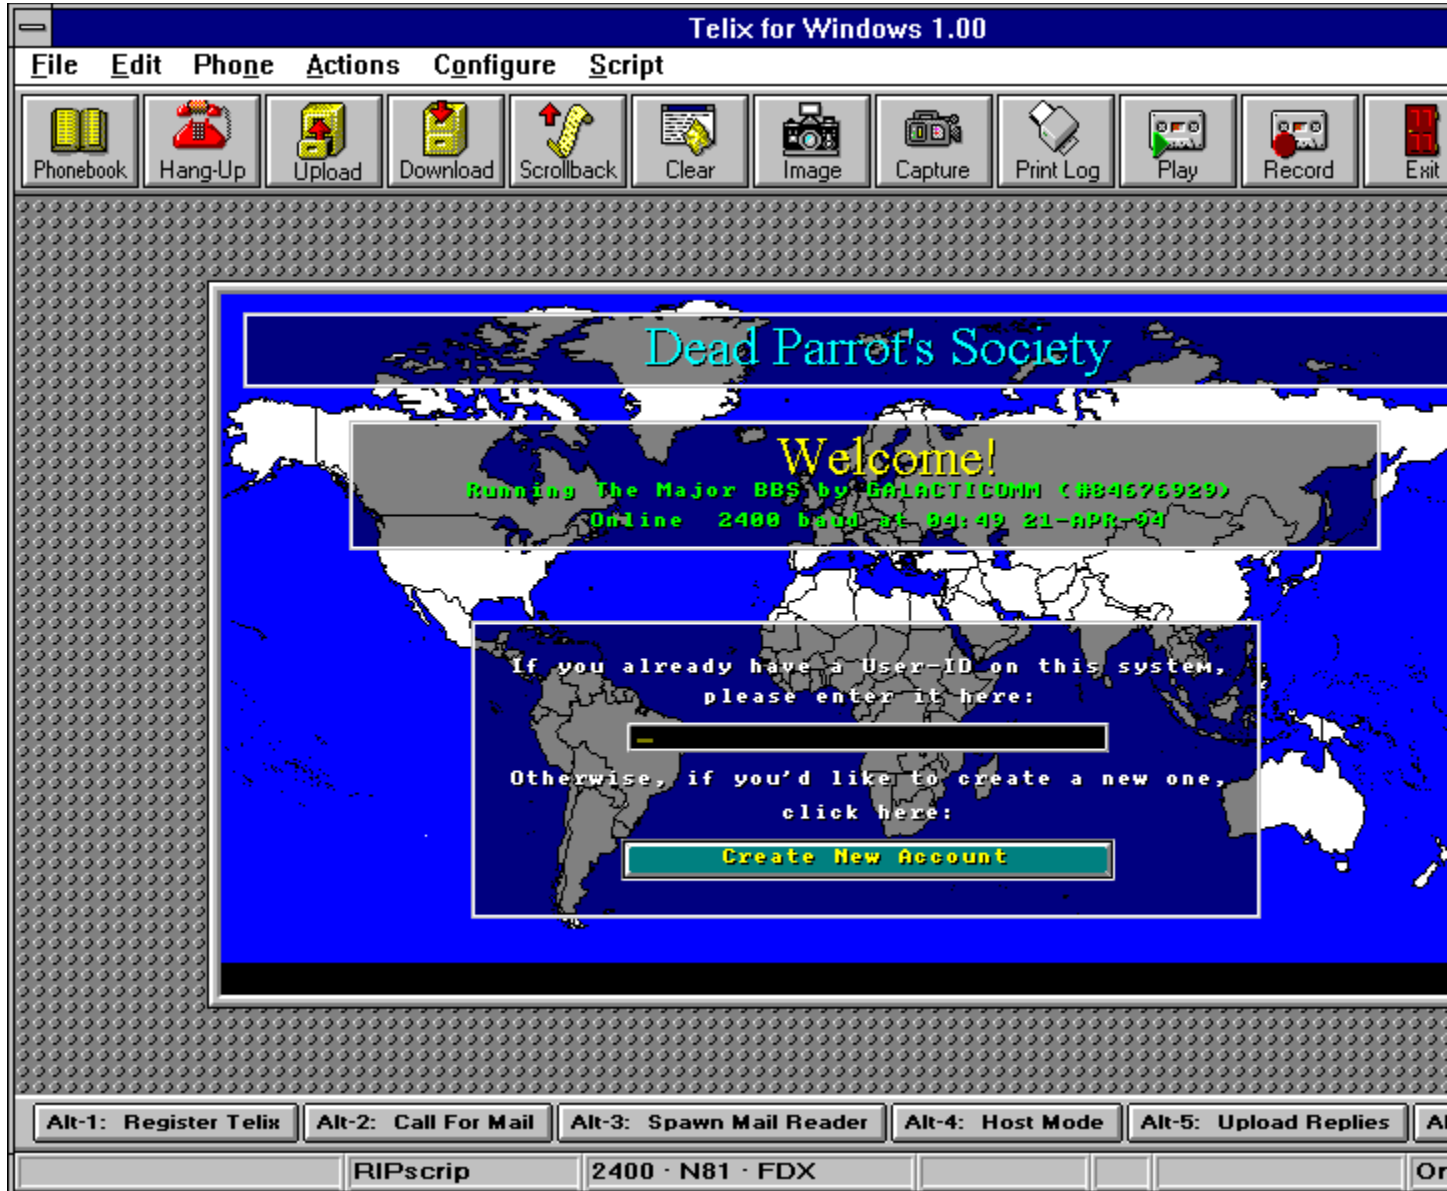 Telix for Windows 1.00
File Edit Phone Actions Configure Script
Phonebook Hang-Up Upload Download Scrollback Clear Image Capture Print Log Play Record Exit
Dead Parrot's Society
Welcome!
Running The Major BBS by GALACTICOMM (#84676929)
Online 2400 baud at 04:49 21-APR-94
If you already have a User-ID on this system,
please enter it here:
Otherwise, if you'd like to create a new one,
click here:
Create New Account
Alt-1: Register Telix Alt-2: Call For Mail Alt-3: Spawn Mail Reader Alt-4: Host Mode Alt-5: Upload Replies
RIPscrip 2400 · N81 · FDX